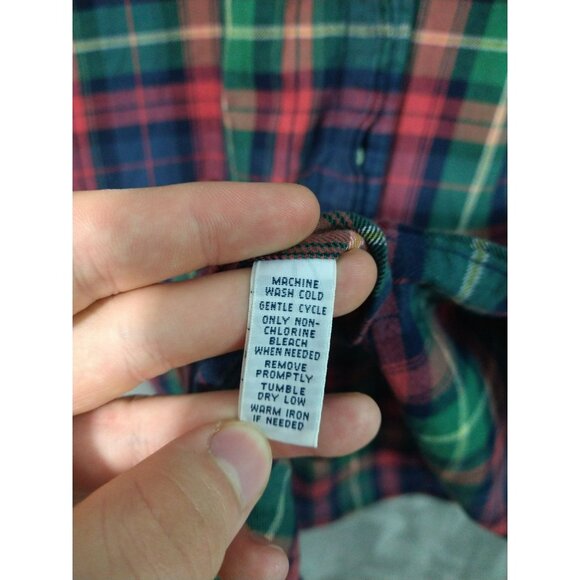 MACHINE
WASH COLD
GENTLE CYCLE
ONLY NON-
CHLORINE
BLEACH
WHEN NEEDED
REMOVE
PROMPTLY
TUMBLE
DRY LOW
WARM IRON
IF NEEDED